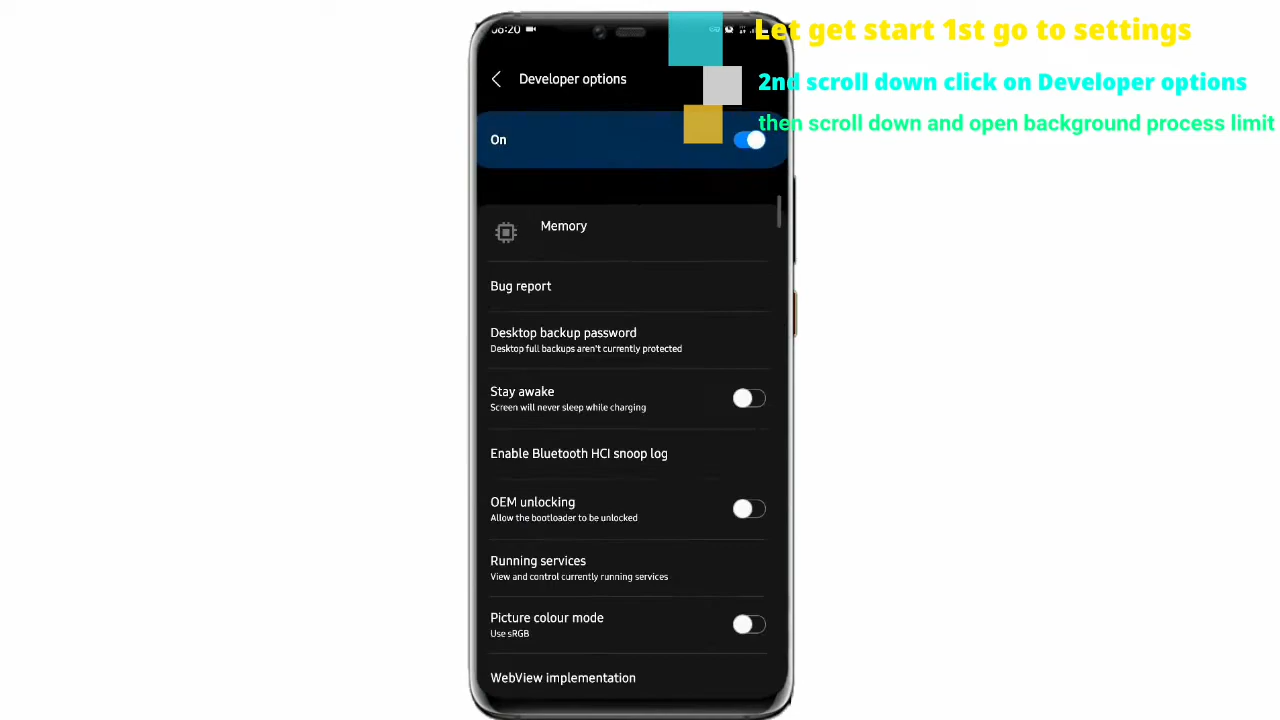 06:20
Let get start 1st go to settings
Developer options
2nd scroll down click on Developer options
then scroll down and open background process limit
On
Memory
Bug report
Desktop backup password
Desktop full backups aren't currently protected
Stay awake
Screen will never sleep while charging
Enable Bluetooth HCI snoop log
OEM unlocking
Allow the bootloader to be unlocked
Running services
View and control currently running services
Picture colour mode
Use sRGB
WebView implementation